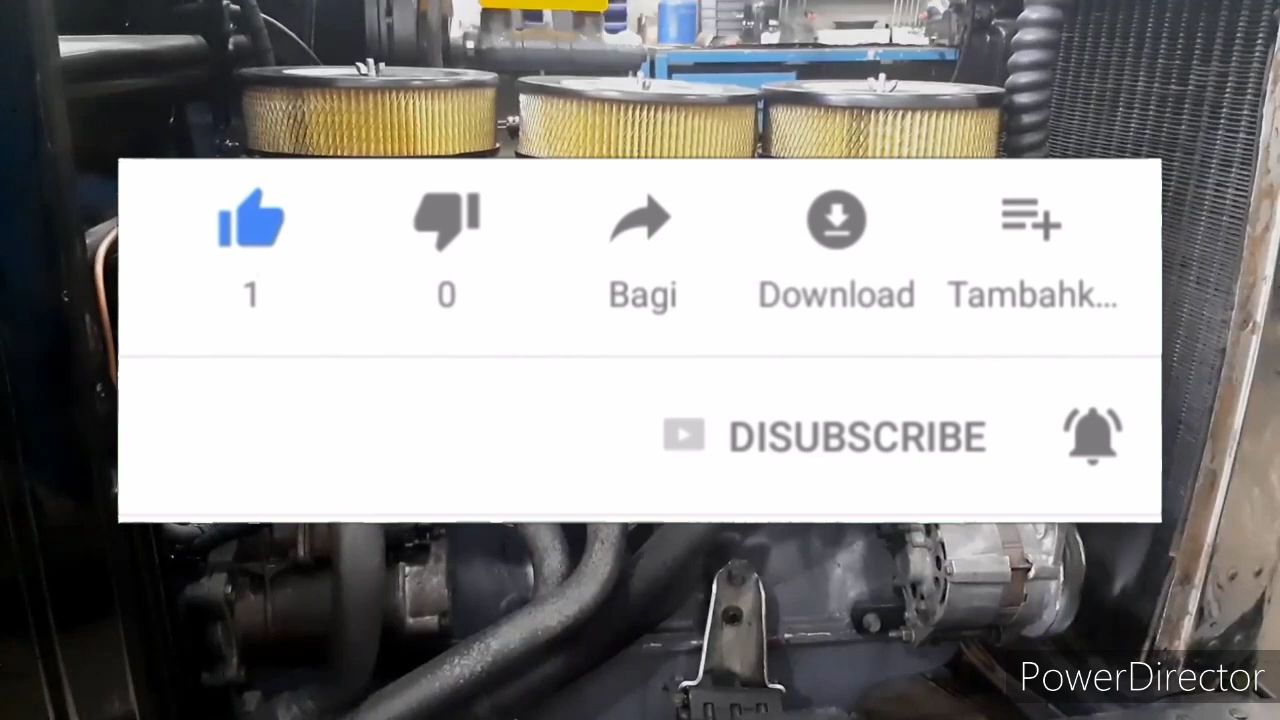 1
0
Bagi
Download
Tambahk...
DISUBSCRIBE
PowerDirector